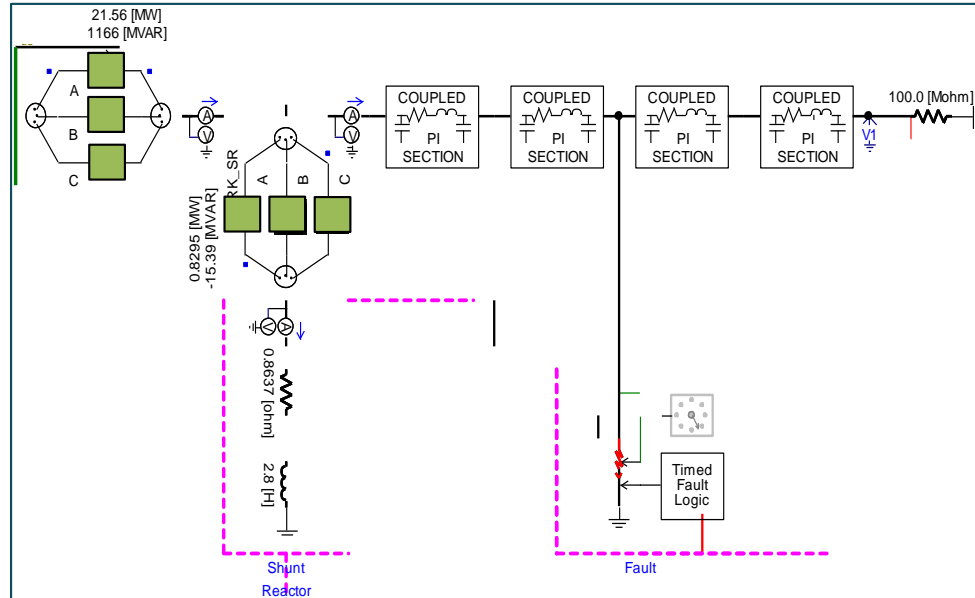 21.56 [MW]
1166 [MVAR]
A
B
C
A
V
0.8295 [MW]
-15.39 [MVAR]
RK_SR
A
B
C
A
V
COUPLED
PI
SECTION
COUPLED
PI
SECTION
COUPLED
PI
SECTION
COUPLED
PI
SECTION
V1
100.0 [Mohm]
V
A
0.8637 [ohm]
2.8 [H]
Timed
Fault
Logic
Shunt
Reactor
Fault